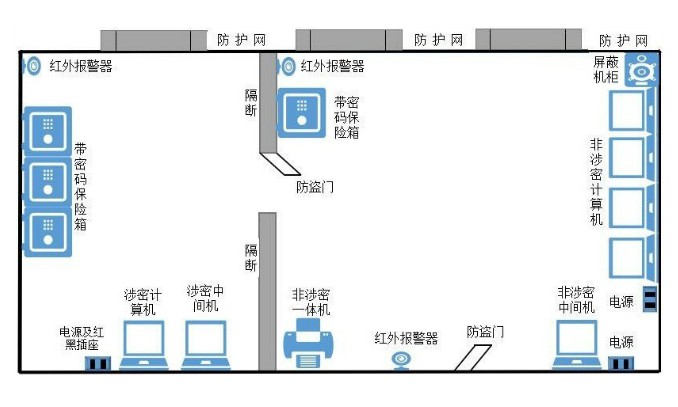 防护网
防护网
防护网
红外报警器
隔
断
红外报警器
屏蔽
机柜
带密
码保
险箱
带
密
码
保
险
箱
非
涉
密
计
算
机
防盗门
隔
断
涉密计
算机
涉密中
间机
非涉密
一体机
非涉密
中间机
电源
电源及红
黑插座
红外报警器
防盗门
电源